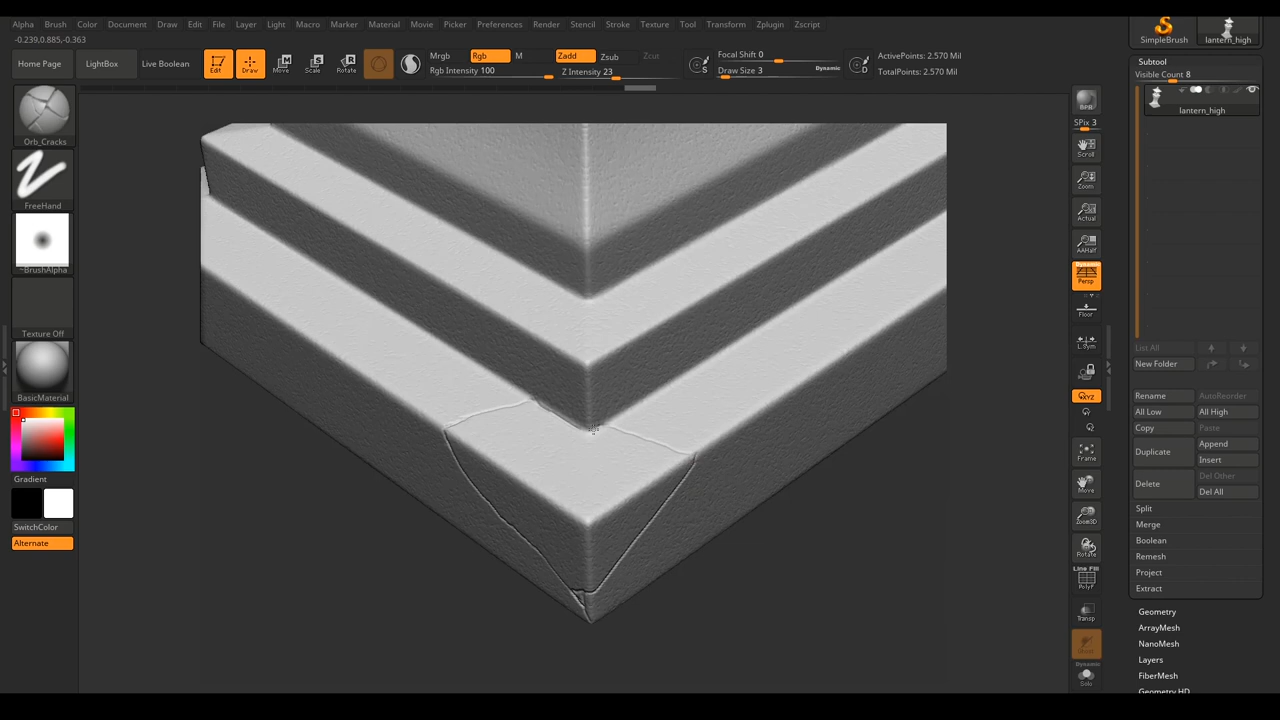 Alpha Brush Color Document Draw Edit File Layer Light Macro Marker Material Movie Picker Preferences Render Stencil Stroke Texture Tool Transform Zplugin Zscript
-0.239,0.885,-0.363
Home Page LightBox Live Boolean Edit Draw Move Scale Rotate
Mrgb Rgb M Zadd Zsub Zcut
Rgb Intensity 100 Z Intensity 23
Focal Shift 0
Draw Size 3 Dynamic
S
D
ActivePoints: 2.570 Mil
TotalPoints: 2.570 Mil
Orb_Cracks
FreeHand
~BrushAlpha
Texture Off
BasicMaterial
Gradient
SwitchColor
Alternate
BPR
SPix 3
Scroll
Zoom
Actual
AAHalf
Dynamic
Persp
Floor
L.Sym
XYZ
Frame
Move
Zoom3D
Rotate
Line Fill
PolyF
Transp
Dynamic
Solo
SimpleBrush lantern_high
Subtool
Visible Count 8
lantern_high
List All
New Folder
Rename AutoReorder
All Low All High
Copy Paste
Duplicate Append
Insert
Delete Del Other
Del All
Split
Merge
Boolean
Remesh
Project
Extract
Geometry
ArrayMesh
NanoMesh
Layers
FiberMesh
Geometry HD